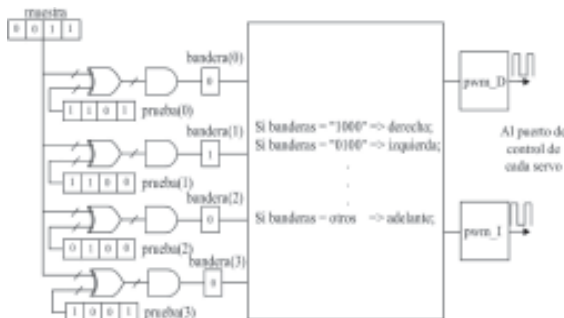 muestra
0 0 1 1
bandera(0)
0
1 1 0 1 prueba(0)
bandera(1)
1
1 1 0 0 prueba(1)
bandera(2)
0
0 1 0 0 prueba(2)
bandera(3)
0
1 0 0 1 prueba(3)
Si banderas = "1000" => derecha;
Si banderas = "0100" => izquierda;
.
.
.
Si banderas = otros => adelante;
pwm_D
Al puerto de
control de
cada servo
pwm_I